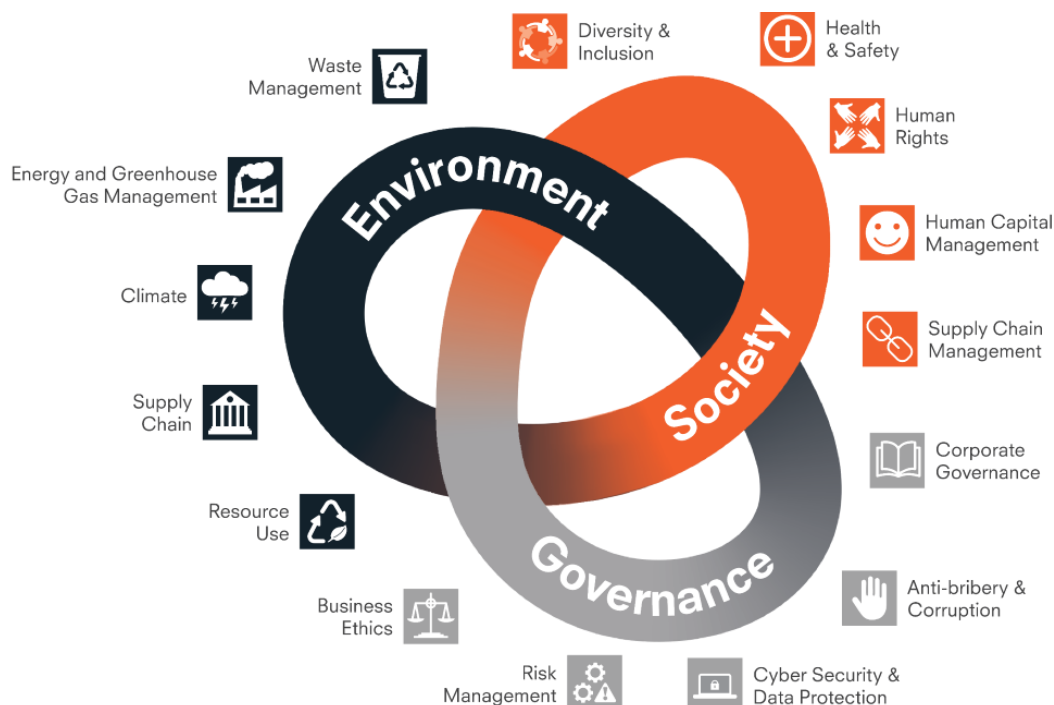 Diversity &
Inclusion
Health
& Safety
Waste
Management
Human
Rights
Energy and Greenhouse
Gas Management
Environment
Human Capital
Management
Climate
Supply Chain
Management
Society
Supply
Chain
Corporate
Governance
Resource
Use
Governance
Anti-bribery &
Corruption
Business
Ethics
Risk
Management
Cyber Security &
Data Protection